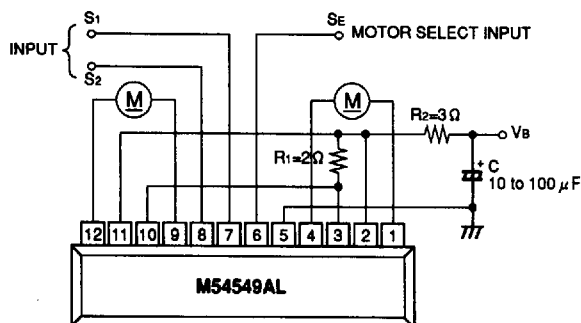 S1
SE
INPUT
MOTOR SELECT INPUT
S2
M
M
R2=3Ω
VB
R1=2Ω
+
C
10 to 100 μF
12 11 10 9 8 7 6 5 4 3 2 1
M54549AL